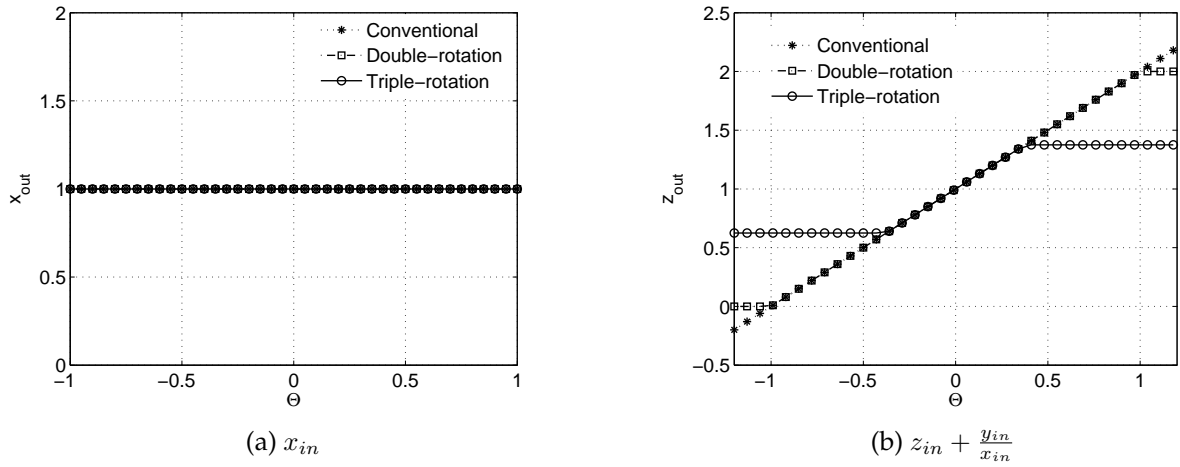 2
1.5
1
0.5
0
x_out
Conventional
Double−rotation
Triple−rotation
−1
−0.5
0
0.5
1
Θ
(a) x_in
2.5
2
1.5
1
0.5
0
−0.5
z_out
Conventional
Double−rotation
Triple−rotation
−1
−0.5
0
0.5
1
Θ
(b) z_in + y_in/x_in